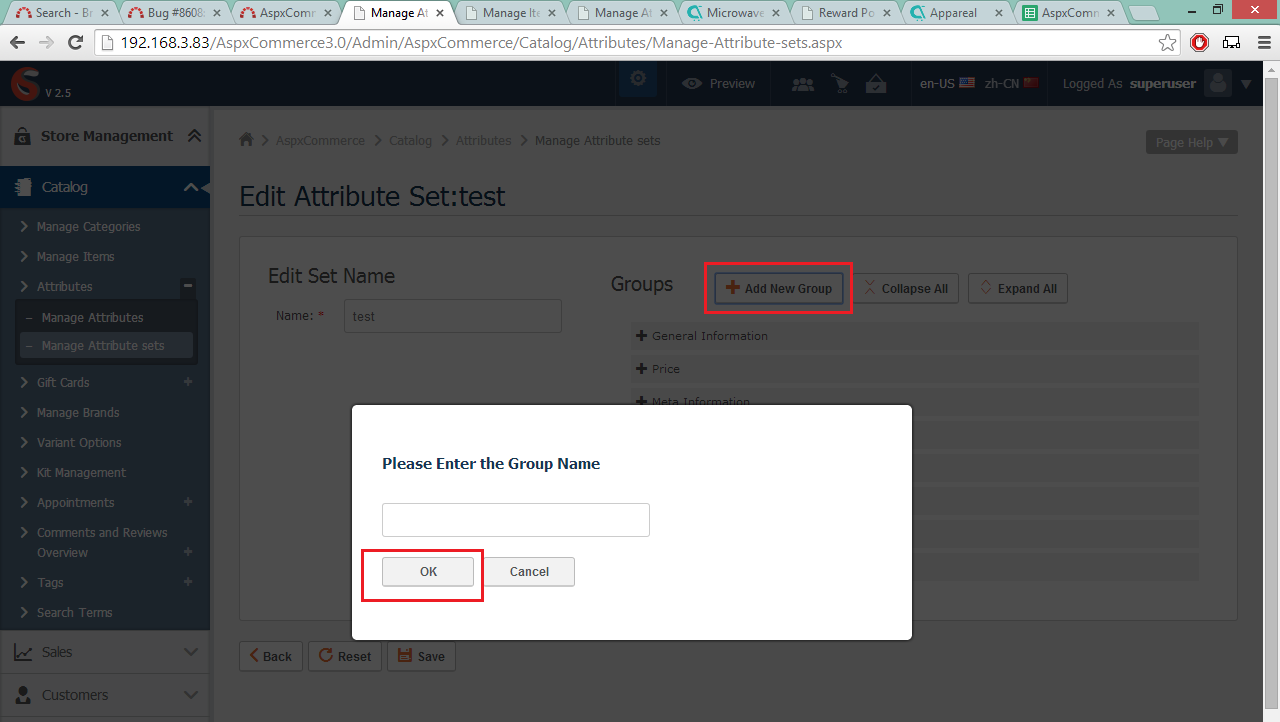 Search - Br
Bug #8608:
AspxComm
Manage At
Manage Ite
Manage At
Microwave
Reward Po
Appareal
AspxComm
192.168.3.83/AspxCommerce3.0/Admin/AspxCommerce/Catalog/Attributes/Manage-Attribute-sets.aspx
V 2.5
Preview
en-US
zh-CN
Logged As superuser
Store Management
AspxCommerce
Catalog
Attributes
Manage Attribute sets
Page Help
Catalog
Manage Categories
Manage Items
Attributes
Manage Attributes
Manage Attribute sets
Gift Cards
Manage Brands
Variant Options
Kit Management
Appointments
Comments and Reviews
Overview
Tags
Search Terms
Sales
Customers
Edit Attribute Set:test
Edit Set Name
Name: *
test
Groups
Add New Group
Collapse All
Expand All
General Information
Price
Meta Information
Please Enter the Group Name
OK
Cancel
Back
Reset
Save